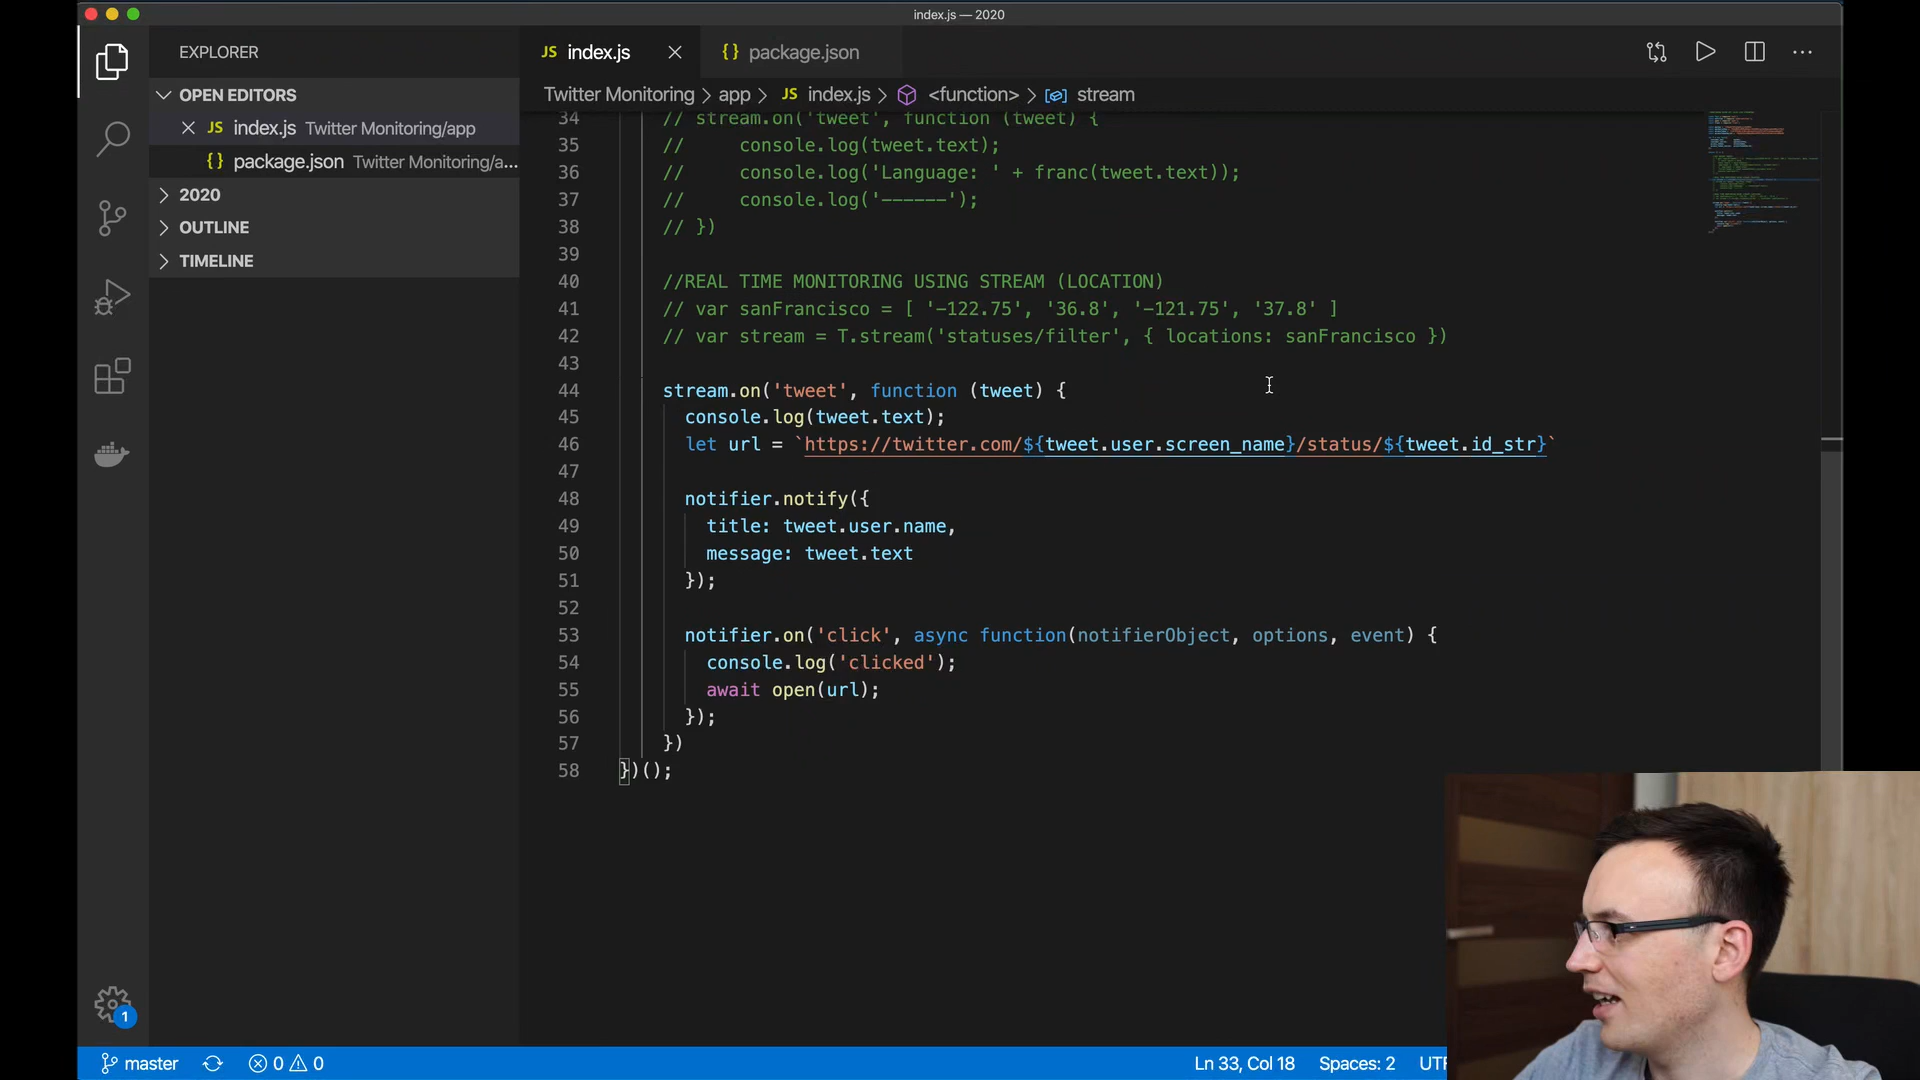 index.js — 2020
EXPLORER
JS index.js
{} package.json
OPEN EDITORS
Twitter Monitoring > app > JS index.js > <function> > stream
JS index.js Twitter Monitoring/app
{} package.json Twitter Monitoring/a...
2020
OUTLINE
TIMELINE
34 // stream.on('tweet', function (tweet) {
35 // console.log(tweet.text);
36 // console.log('Language: ' + franc(tweet.text));
37 // console.log('------');
38 // })
39
40 //REAL TIME MONITORING USING STREAM (LOCATION)
41 // var sanFrancisco = [ '-122.75', '36.8', '-121.75', '37.8' ]
42 // var stream = T.stream('statuses/filter', { locations: sanFrancisco })
43
44 stream.on('tweet', function (tweet) {
45 console.log(tweet.text);
46 let url = `https://twitter.com/${tweet.user.screen_name}/status/${tweet.id_str}`
47
48 notifier.notify({
49 title: tweet.user.name,
50 message: tweet.text
51 });
52
53 notifier.on('click', async function(notifierObject, options, event) {
54 console.log('clicked');
55 await open(url);
56 });
57 })
58 })();
1
master 0 0 Ln 33, Col 18 Spaces: 2 UTF